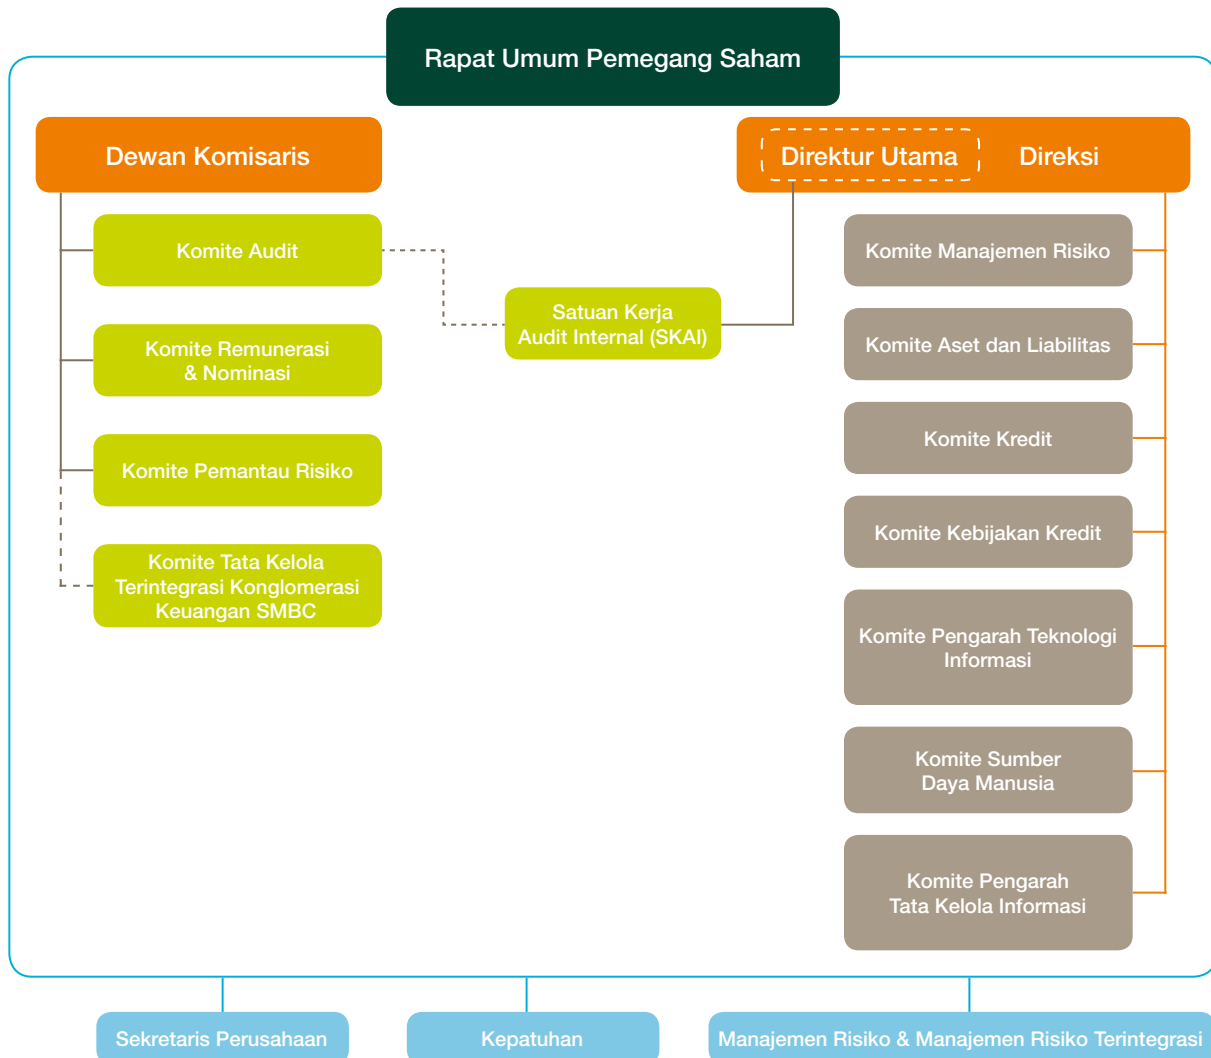 Rapat Umum Pemegang Saham
Dewan Komisaris
Komite Audit
Komite Remunerasi
& Nominasi
Komite Pemantau Risiko
Komite Tata Kelola
Terintegrasi Konglomerasi
Keuangan SMBC
Satuan Kerja
Audit Internal (SKAI)
Direktur Utama Direksi
Komite Manajemen Risiko
Komite Aset dan Liabilitas
Komite Kredit
Komite Kebijakan Kredit
Komite Pengarah Teknologi
Informasi
Komite Sumber
Daya Manusia
Komite Pengarah
Tata Kelola Informasi
Sekretaris Perusahaan
Kepatuhan
Manajemen Risiko & Manajemen Risiko Terintegrasi